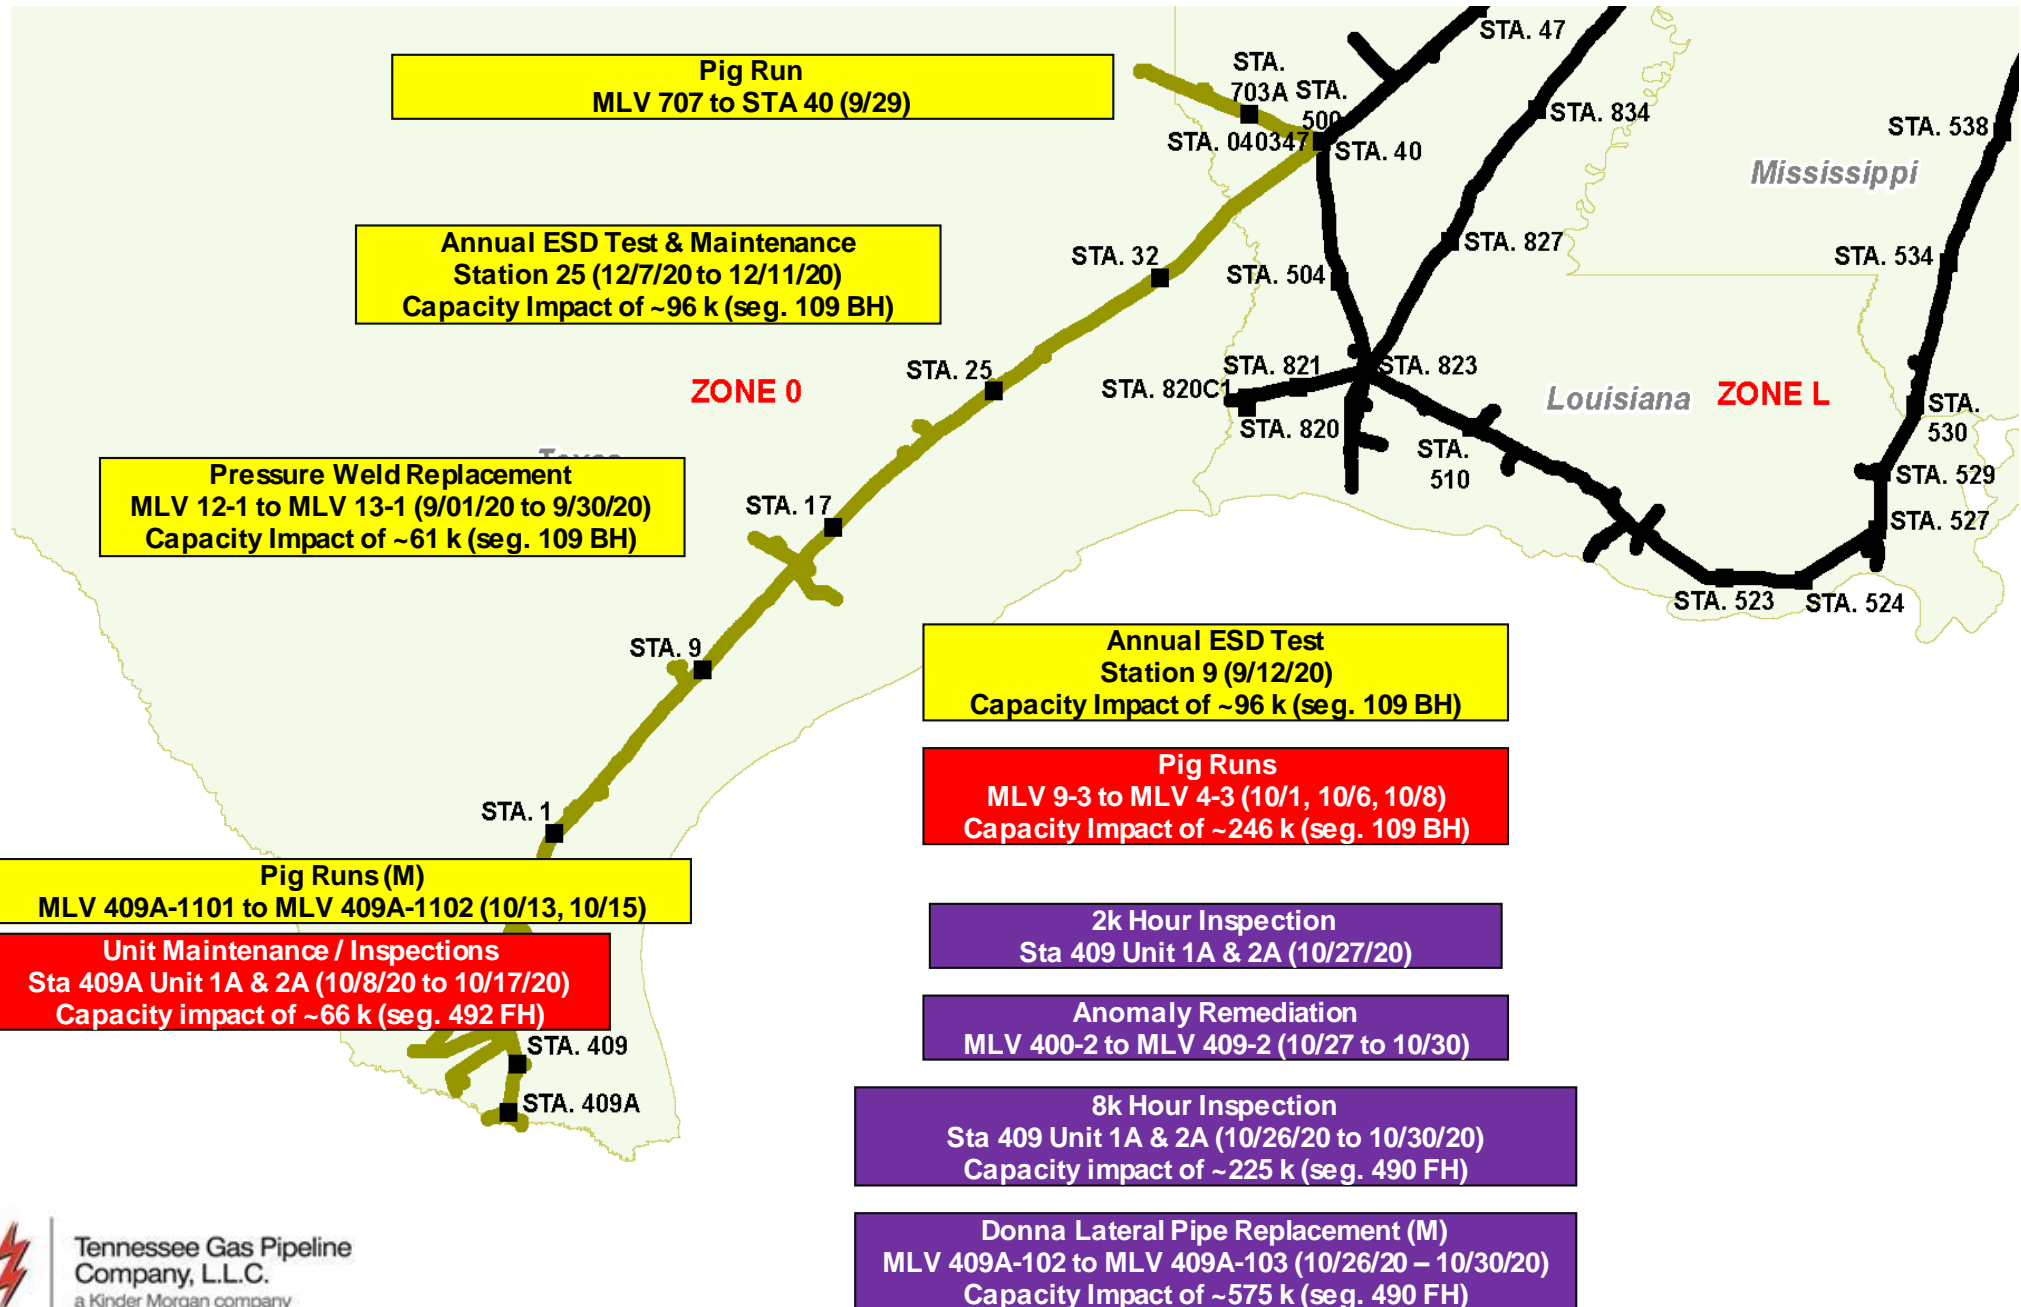 STA. 47
Pig Run
MLV 707 to STA 40 (9/29)
STA.
703A
STA.
500
STA. 834
STA. 538
STA. 040347
STA. 40
Mississippi
Annual ESD Test & Maintenance
Station 25 (12/7/20 to 12/11/20)
Capacity Impact of ~96 k (seg. 109 BH)
STA. 32
STA. 827
STA. 534
STA. 504
STA. 25
ZONE 0
STA. 821
STA. 823
STA. 820C1
STA. 820
Louisiana
ZONE L
STA.
530
STA.
510
Pressure Weld Replacement
MLV 12-1 to MLV 13-1 (9/01/20 to 9/30/20)
Capacity Impact of ~61 k (seg. 109 BH)
STA. 17
STA. 529
STA. 527
STA. 523
STA. 524
STA. 9
Annual ESD Test
Station 9 (9/12/20)
Capacity Impact of ~96 k (seg. 109 BH)
Pig Runs
MLV 9-3 to MLV 4-3 (10/1, 10/6, 10/8)
Capacity Impact of ~246 k (seg. 109 BH)
STA. 1
Pig Runs (M)
MLV 409A-1101 to MLV 409A-1102 (10/13, 10/15)
Unit Maintenance / Inspections
Sta 409A Unit 1A & 2A (10/8/20 to 10/17/20)
Capacity impact of ~66 k (seg. 492 FH)
2k Hour Inspection
Sta 409 Unit 1A & 2A (10/27/20)
Anomaly Remediation
MLV 400-2 to MLV 409-2 (10/27 to 10/30)
STA. 409
STA. 409A
8k Hour Inspection
Sta 409 Unit 1A & 2A (10/26/20 to 10/30/20)
Capacity impact of ~225 k (seg. 490 FH)
Donna Lateral Pipe Replacement (M)
MLV 409A-102 to MLV 409A-103 (10/26/20 – 10/30/20)
Capacity Impact of ~575 k (seg. 490 FH)
Tennessee Gas Pipeline
Company, L.L.C.
a Kinder Morgan company